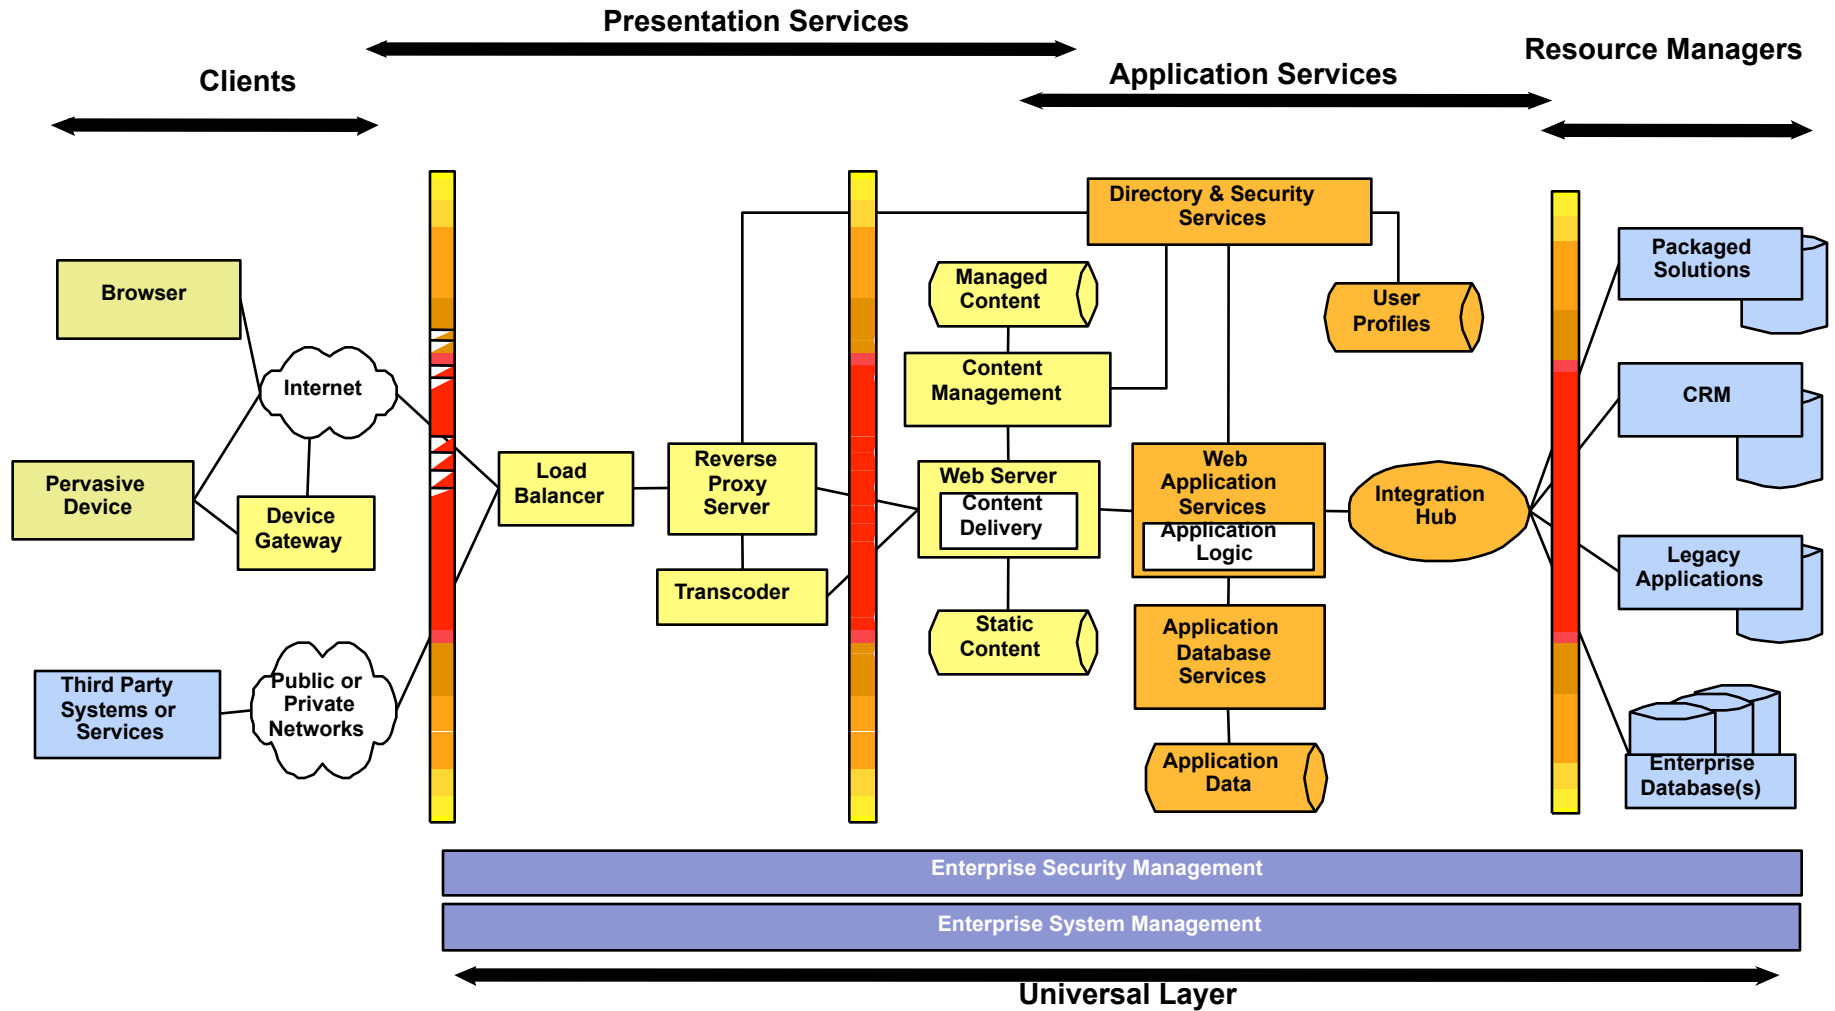 Presentation Services
Resource Managers
Clients
Application Services
Directory & Security
Services
Browser
Managed
Content
User
Profiles
Packaged
Solutions
Internet
Content
Management
CRM
Pervasive
Device
Device
Gateway
Load
Balancer
Reverse
Proxy
Server
Transcoder
Web Server
Content
Delivery
Web
Application
Services
Application
Logic
Integration
Hub
Legacy
Applications
Static
Content
Application
Database
Services
Third Party
Systems or
Services
Public or
Private
Networks
Application
Data
Enterprise
Database(s)
Enterprise Security Management
Enterprise System Management
Universal Layer